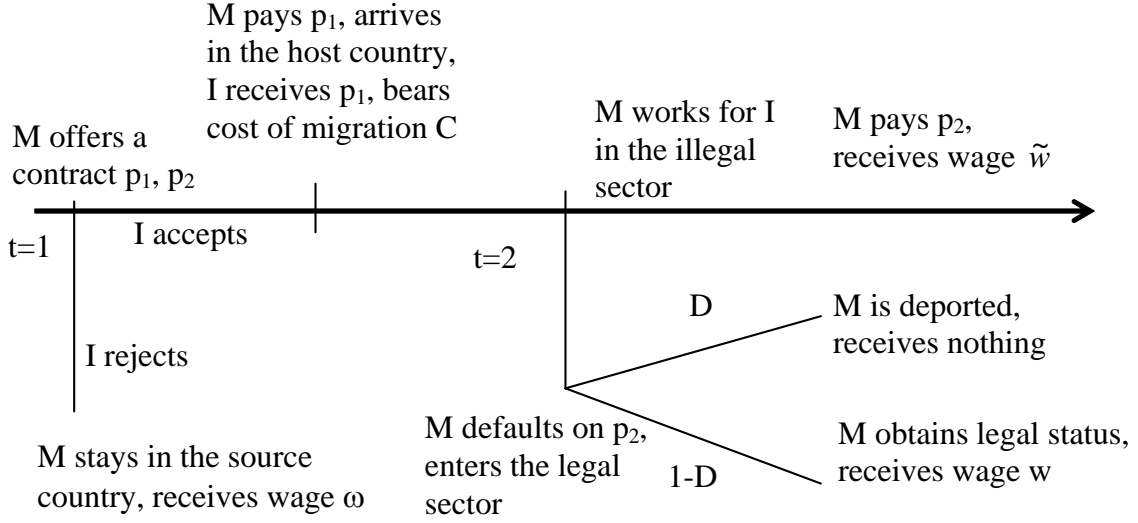 M pays p₁, arrives
in the host country,
I receives p₁, bears
cost of migration C
M offers a
contract p₁, p₂
M works for I
in the illegal
sector
M pays p₂,
receives wage w̃
t=1
I accepts
t=2
I rejects
D
M is deported,
receives nothing
M stays in the source
country, receives wage ω
M defaults on p₂,
enters the legal
sector
1-D
M obtains legal status,
receives wage w